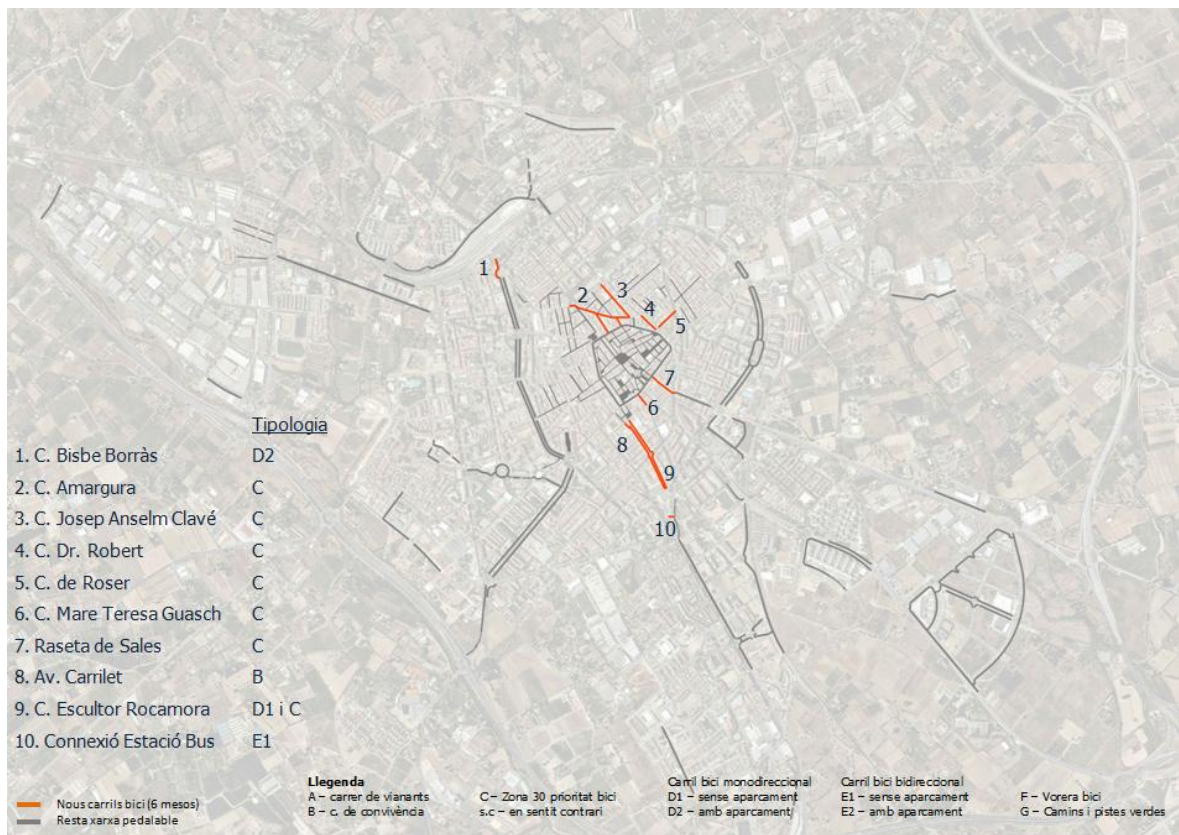 1
2
3
4
5
7
6
8
9
10
Tipologia
1. C. Bisbe Borràs D2
2. C. Amargura C
3. C. Josep Anselm Clavé C
4. C. Dr. Robert C
5. C. de Roser C
6. C. Mare Teresa Guasch C
7. Raseta de Sales C
8. Av. Carrilet B
9. C. Escultor Rocamora D1 i C
10. Connexió Estació Bus E1
Nous carrils bici (6 mesos)
Resta xarxa pedalable
Llegenda
A – carrer de vianants
B – c. de convivència
C – Zona 30 prioritat bici
s.c – en sentit contrari
Carril bici monodireccional
D1 – sense aparcament
D2 – amb aparcament
Carril bici bidireccional
E1 – sense aparcament
E2 – amb aparcament
F – Vorera bici
G – Camins i pistes verdes